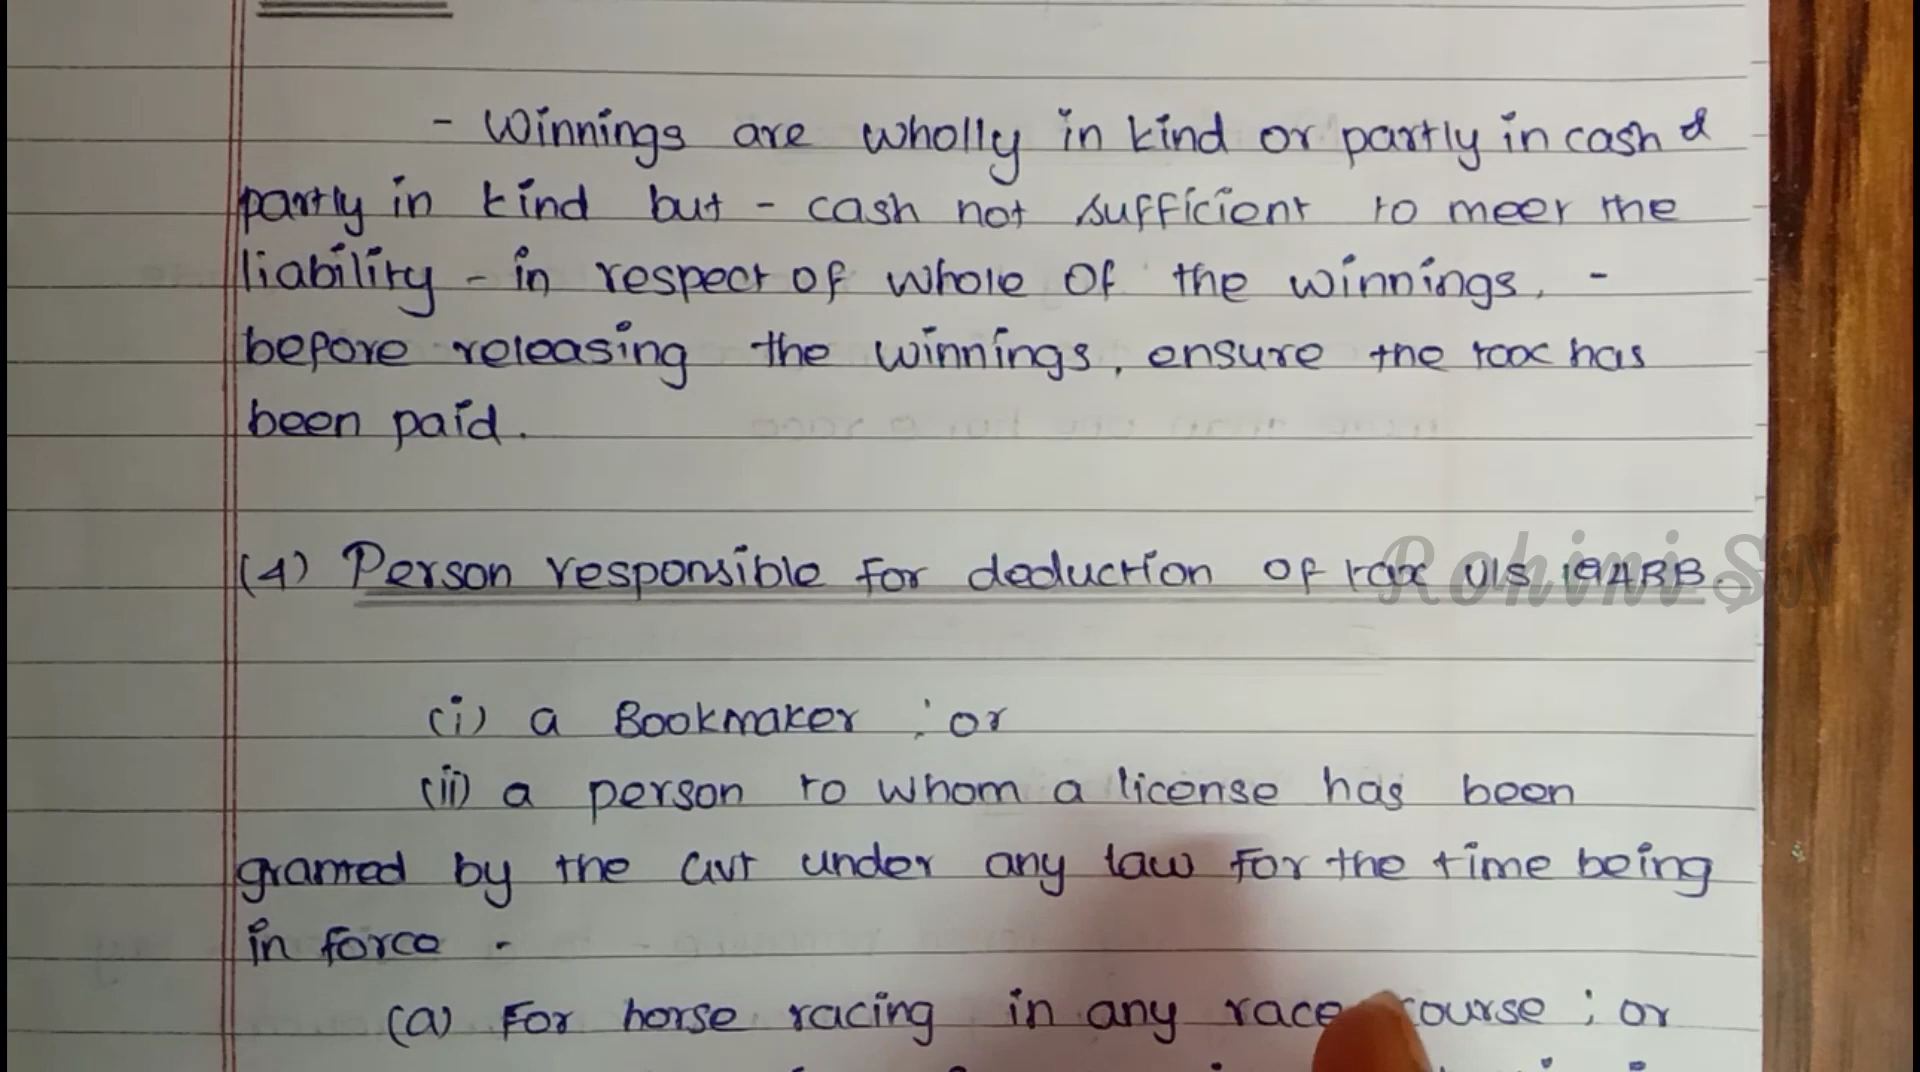 - Winnings are wholly in kind or partly in cash &
partly in kind but - cash not sufficient to meet the
liability - in respect of whole of the winnings, -
before releasing the winnings, ensure the tax has
been paid.
(4) Person responsible for deduction of tax U/S 194BB.
Rohini SN
(i) a Bookmaker ; or
(ii) a person to whom a license has been
granted by the Gvt under any law for the time being
in force -
(a) For horse racing in any race course ; or